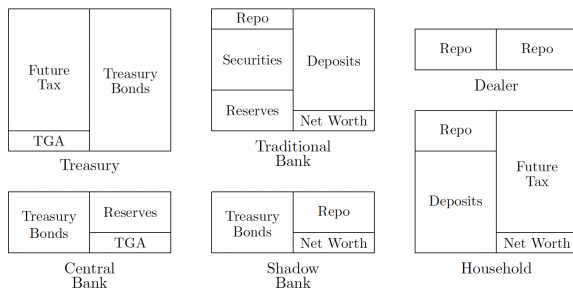 Future
Tax
Treasury
Bonds
TGA
Treasury
Repo
Securities
Reserves
Deposits
Net Worth
Traditional
Bank
Repo
Repo
Dealer
Treasury
Bonds
Reserves
TGA
Central
Bank
Treasury
Bonds
Repo
Net Worth
Shadow
Bank
Repo
Deposits
Future
Tax
Net Worth
Household